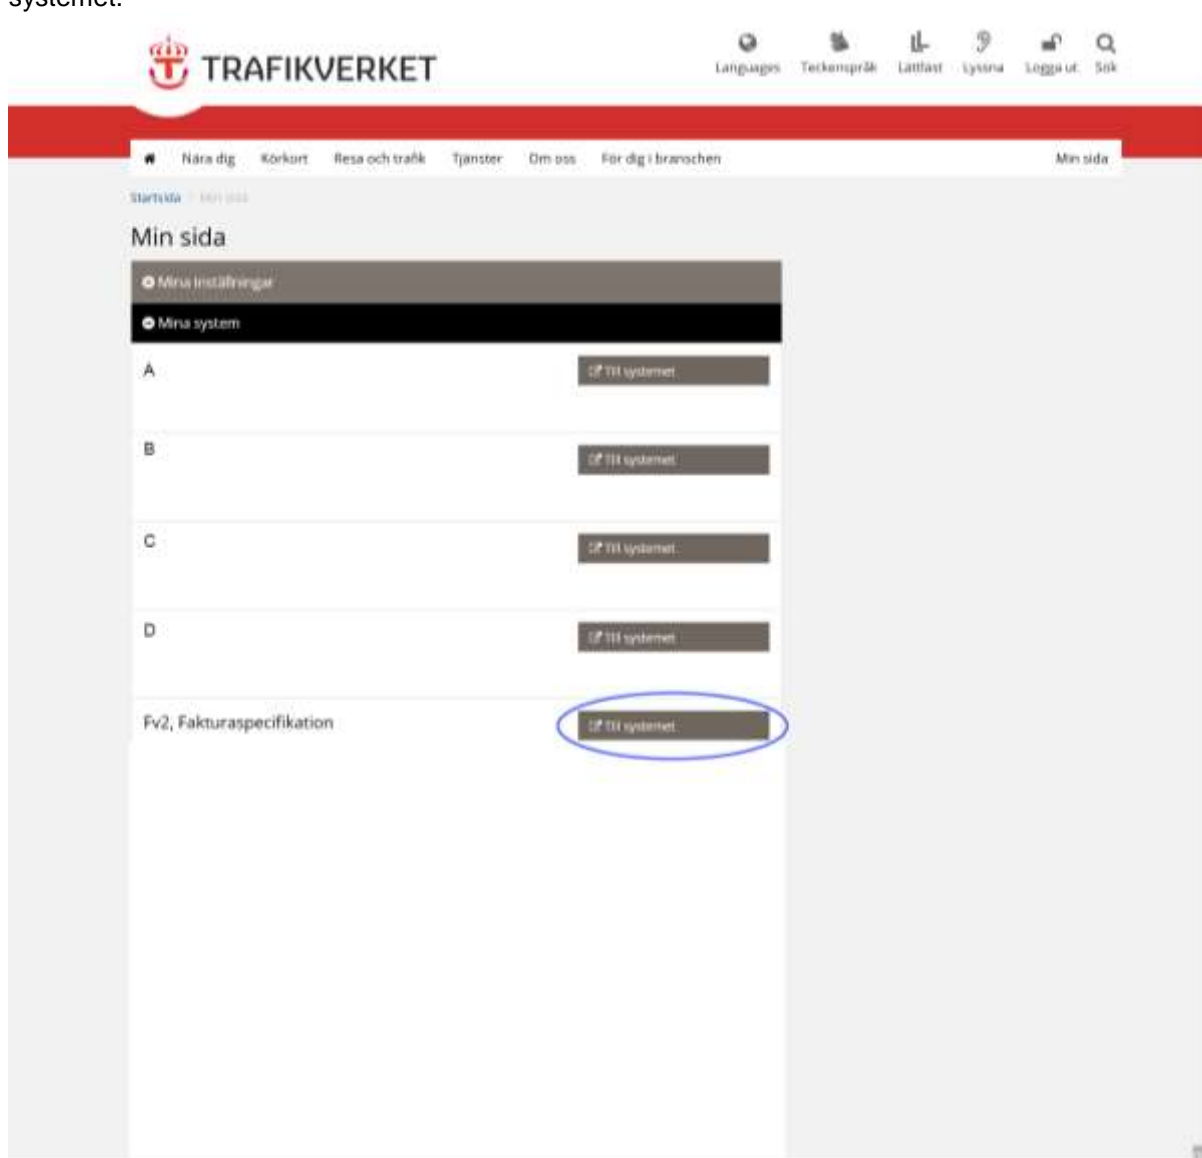 systemet.
TRAFIKVERKET
Languages Teckenspråk Lättläst Lyssna Logga ut Sök
Nära dig Körkort Resa och trafik Tjänster Om oss För dig i branschen Min sida
Startsida Min sida
Min sida
Mina Inställningar
Mina system
A Till systemet
B Till systemet
C Till systemet
D Till systemet
Fv2, Fakturaspecifikation Till systemet